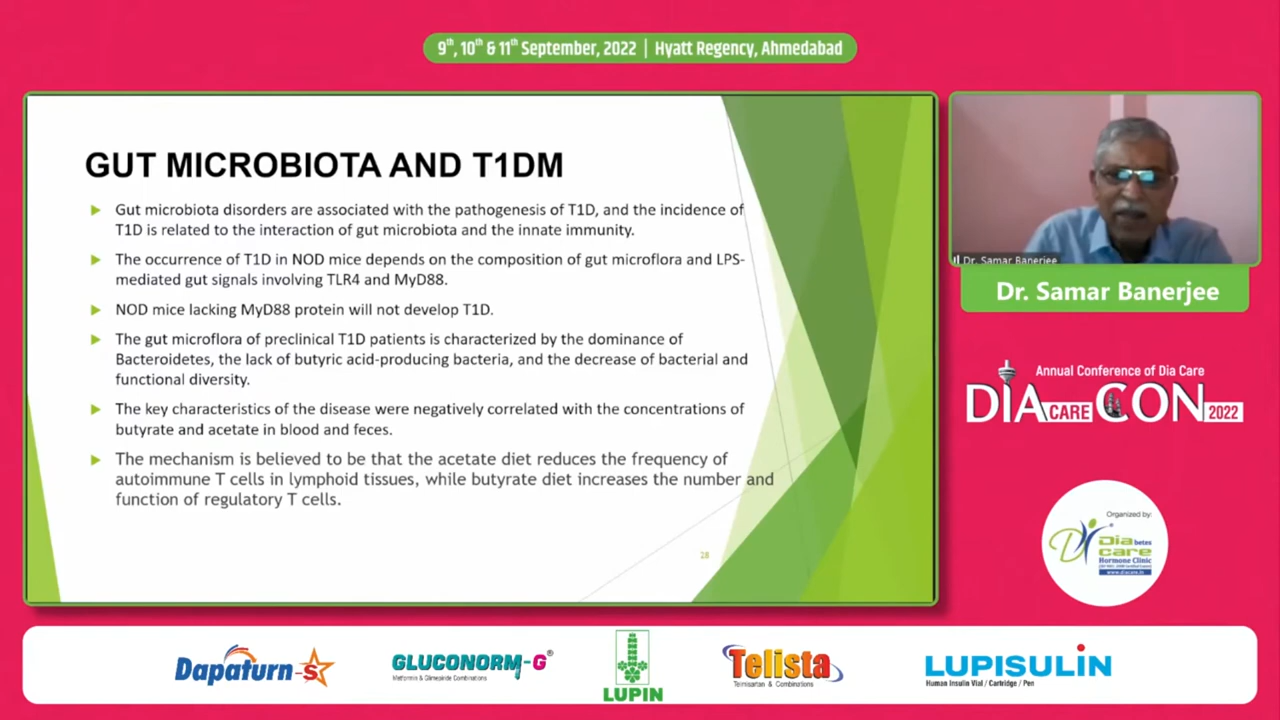 9th, 10th & 11th September, 2022 | Hyatt Regency, Ahmedabad
GUT MICROBIOTA AND T1DM
Gut microbiota disorders are associated with the pathogenesis of T1D, and the incidence of
T1D is related to the interaction of gut microbiota and the innate immunity.
The occurrence of T1D in NOD mice depends on the composition of gut microflora and LPS-
mediated gut signals involving TLR4 and MyD88.
NOD mice lacking MyD88 protein will not develop T1D.
The gut microflora of preclinical T1D patients is characterized by the dominance of
Bacteroidetes, the lack of butyric acid-producing bacteria, and the decrease of bacterial and
functional diversity.
The key characteristics of the disease were negatively correlated with the concentrations of
butyrate and acetate in blood and feces.
The mechanism is believed to be that the acetate diet reduces the frequency of
autoimmune T cells in lymphoid tissues, while butyrate diet increases the number and
function of regulatory T cells.
28
Dr. Samar Banerjee
Dr. Samar Banerjee
Annual Conference of Dia Care
DIA CARE CON 2022
Organized by:
Diabetes
care
Hormone Clinic
www.diacare.in
Dapaturn-S
GLUCONORM-G®
Metformin & Glimepiride Combinations
LUPIN
Telista
Telmisartan & Combinations
LUPISULIN
Human Insulin Vial / Cartridge / Pen